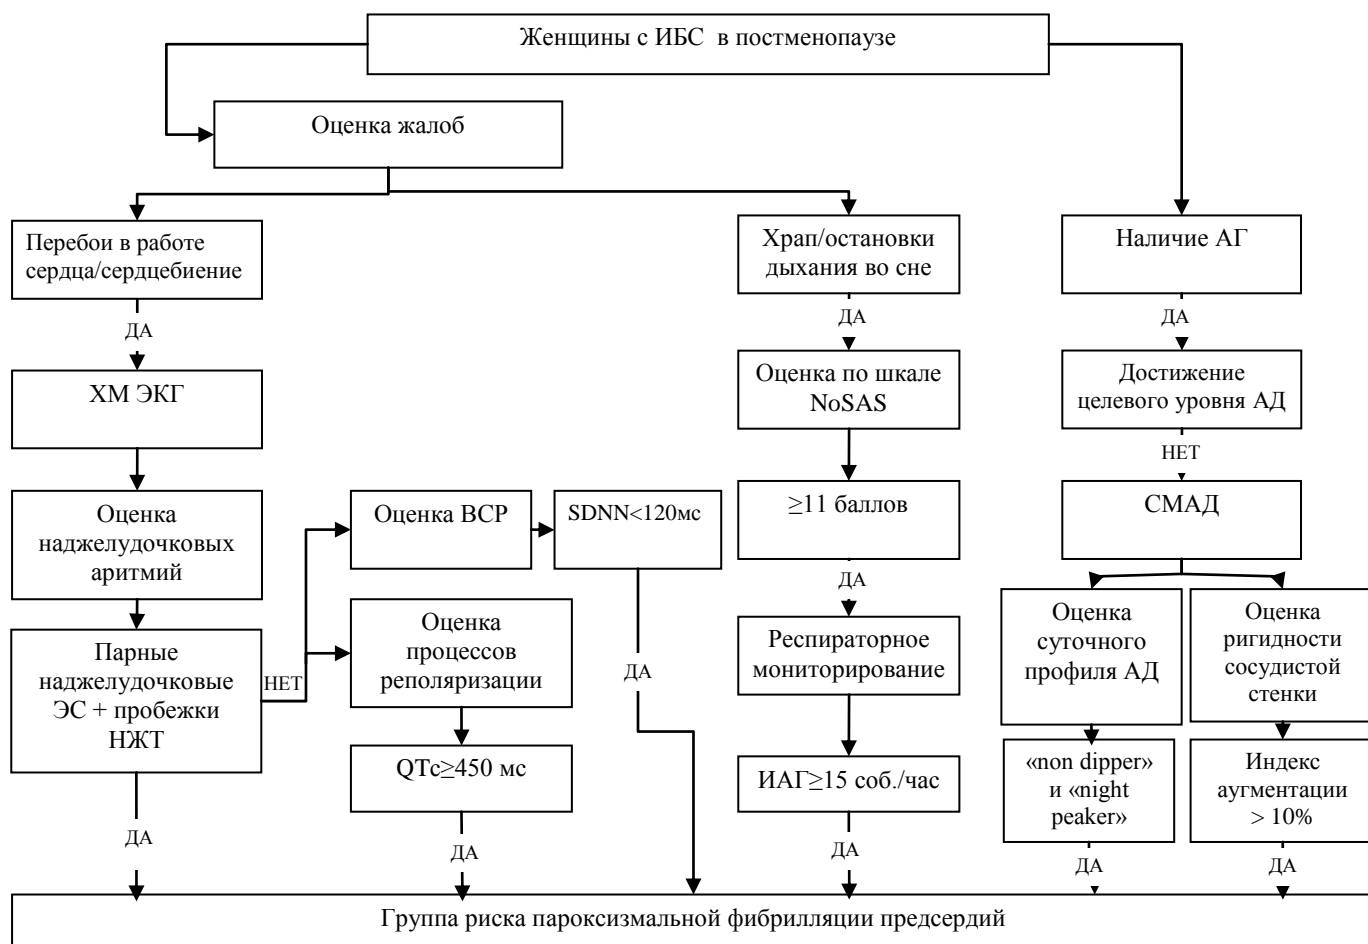 Женщины с ИБС в постменопаузе
Оценка жалоб
Перебои в работе
сердца/сердцебиение
ДА
ХМ ЭКГ
Оценка
наджелудочковых
аритмий
Парные
наджелудочковые
ЭС + пробежки
НЖТ
НЕТ
ДА
Оценка ВСР
SDNN<120мс
ДА
Оценка
процессов
реполяризации
QTc≥450 мс
ДА
Храп/остановки
дыхания во сне
ДА
Оценка по шкале
NoSAS
≥11 баллов
ДА
Респираторное
мониторирование
ИАГ≥15 соб./час
ДА
Наличие АГ
ДА
Достижение
целевого уровня АД
НЕТ
СМАД
Оценка
суточного
профиля АД
«non dipper»
и «night
peaker»
ДА
Оценка
ригидности
сосудистой
стенки
Индекс
аугментации
> 10%
ДА
Группа риска пароксизмальной фибрилляции предсердий